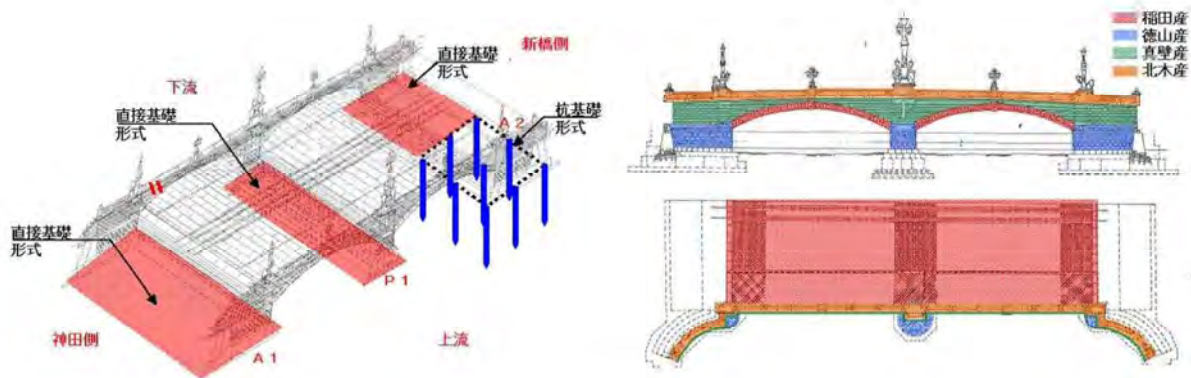 新橋側
直接基礎
形式
下流
杭基礎
形式
A 2
直接基礎
形式
直接基礎
形式
P 1
神田側
上流
A 1
稲田産
徳山産
真壁産
北木産